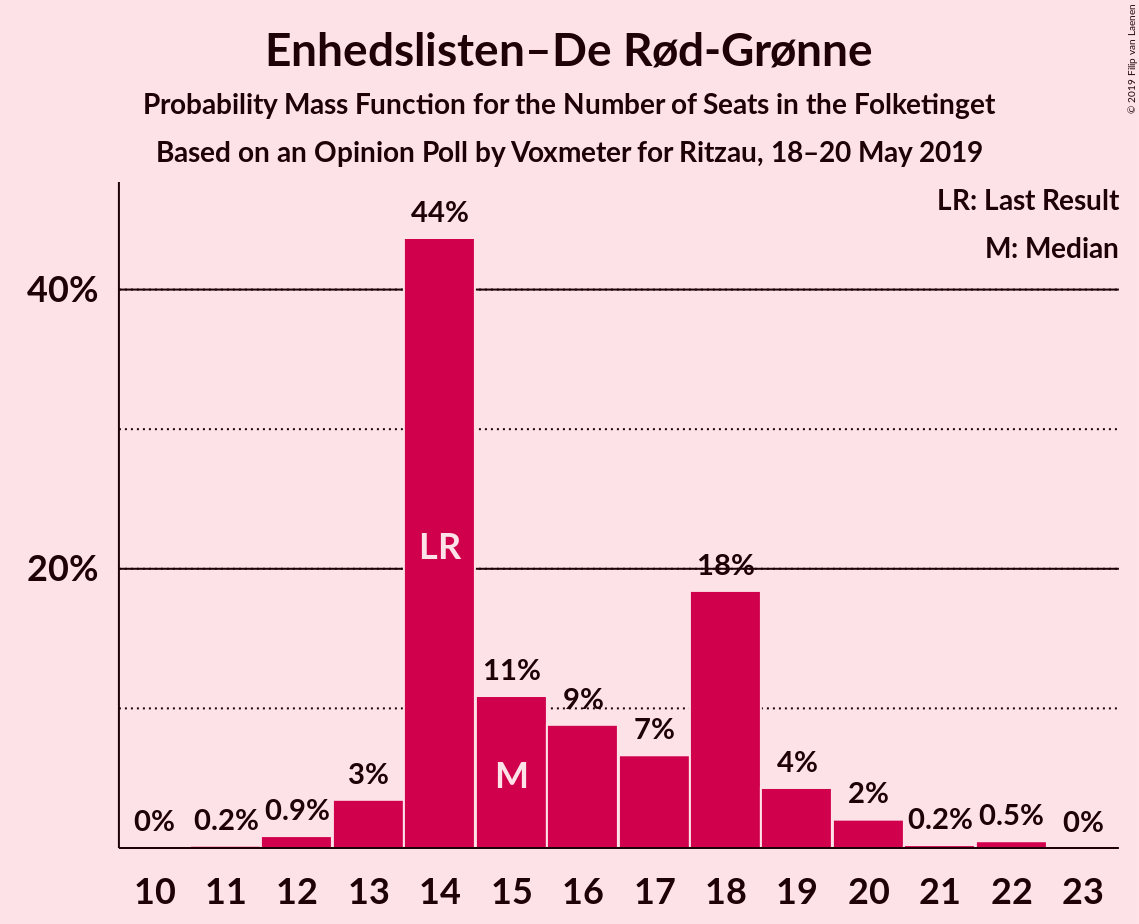 Enhedslisten–De Rød-Grønne
Probability Mass Function for the Number of Seats in the Folketinget
Based on an Opinion Poll by Voxmeter for Ritzau, 18–20 May 2019
© 2019 Filip van Laenen
LR: Last Result
M: Median
40%
20%
0%
0.2%
0.9%
3%
44%
11%
9%
7%
18%
4%
2%
0.2%
0.5%
0%
LR
M
10 11 12 13 14 15 16 17 18 19 20 21 22 23